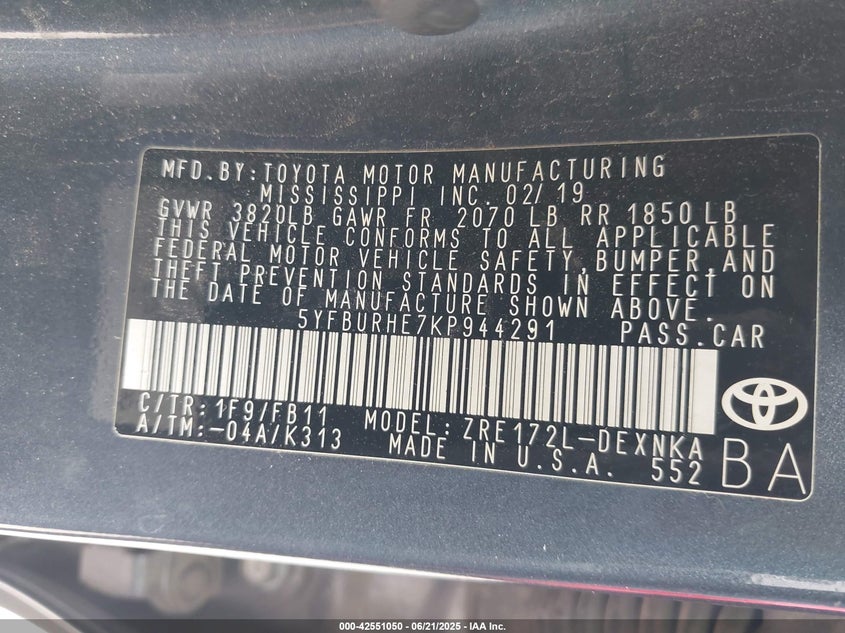 MFD.BY:TOYOTA MOTOR MANUFACTURING
MISSISSIPPI INC. 02/19
GVWR 3820LB GAWR FR 2070 LB RR 1850 LB
THIS VEHICLE CONFORMS TO ALL APPLICABLE
FEDERAL MOTOR VEHICLE SAFETY, BUMPER, AND
THEFT PREVENTION STANDARDS IN EFFECT ON
THE DATE OF MANUFACTURE SHOWN ABOVE.
5YFBURHE7KP944291 PASS.CAR
C/TR:1F9/FB11 MODEL:ZRE172L-DEXNKA
A/TM:-04A/K313 MADE IN U.S.A. 552
BA
000-42551050 - 06/21/2025 - IAA Inc.